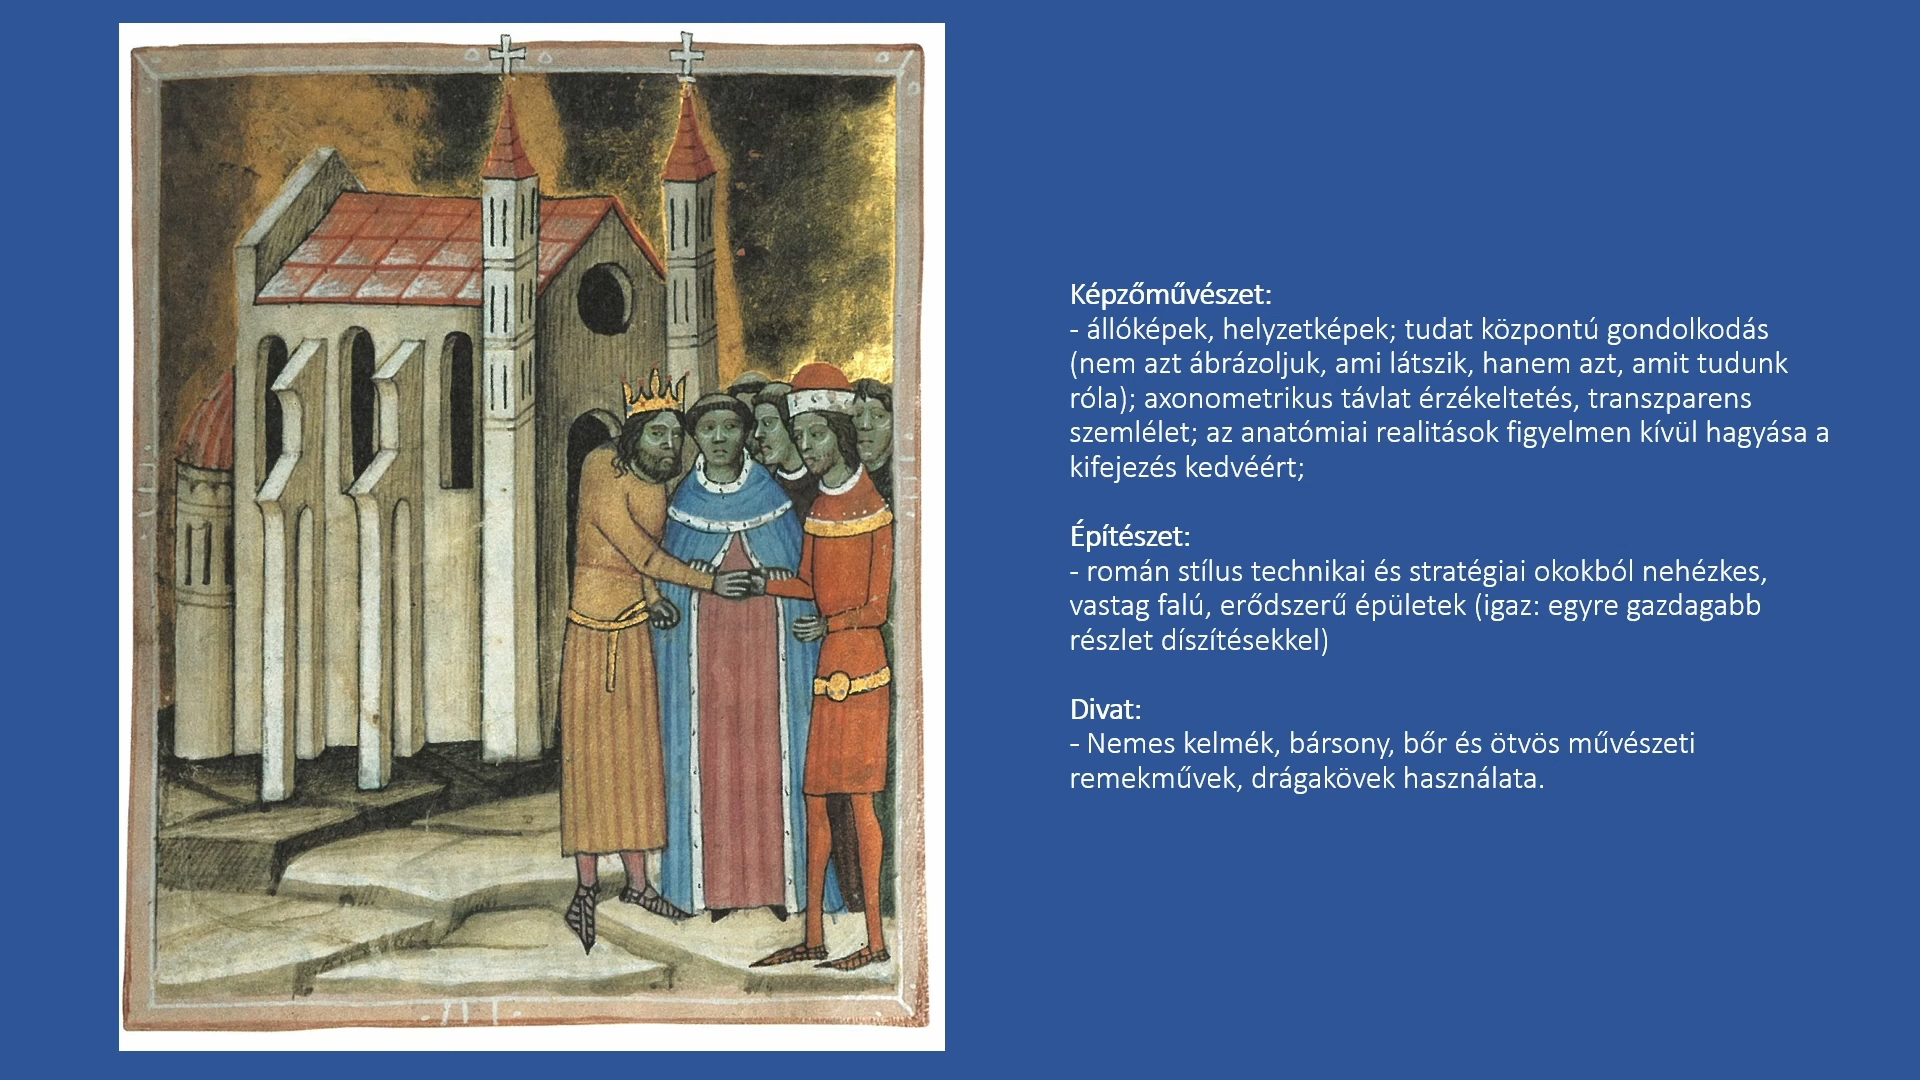 Képzőművészet:
- állóképek, helyzetképek; tudat központú gondolkodás
(nem azt ábrázoljuk, ami látszik, hanem azt, amit tudunk
róla); axonometrikus távlat érzékeltetés, transzparens
szemlélet; az anatómiai realitások figyelmen kívül hagyása a
kifejezés kedvéért;
Építészet:
- román stílus technikai és stratégiai okokból nehézkes,
vastag falú, erődszerű épületek (igaz: egyre gazdagabb
részlet díszítésekkel)
Divat:
- Nemes kelmék, bársony, bőr és ötvös művészeti
remekművek, drágakövek használata.